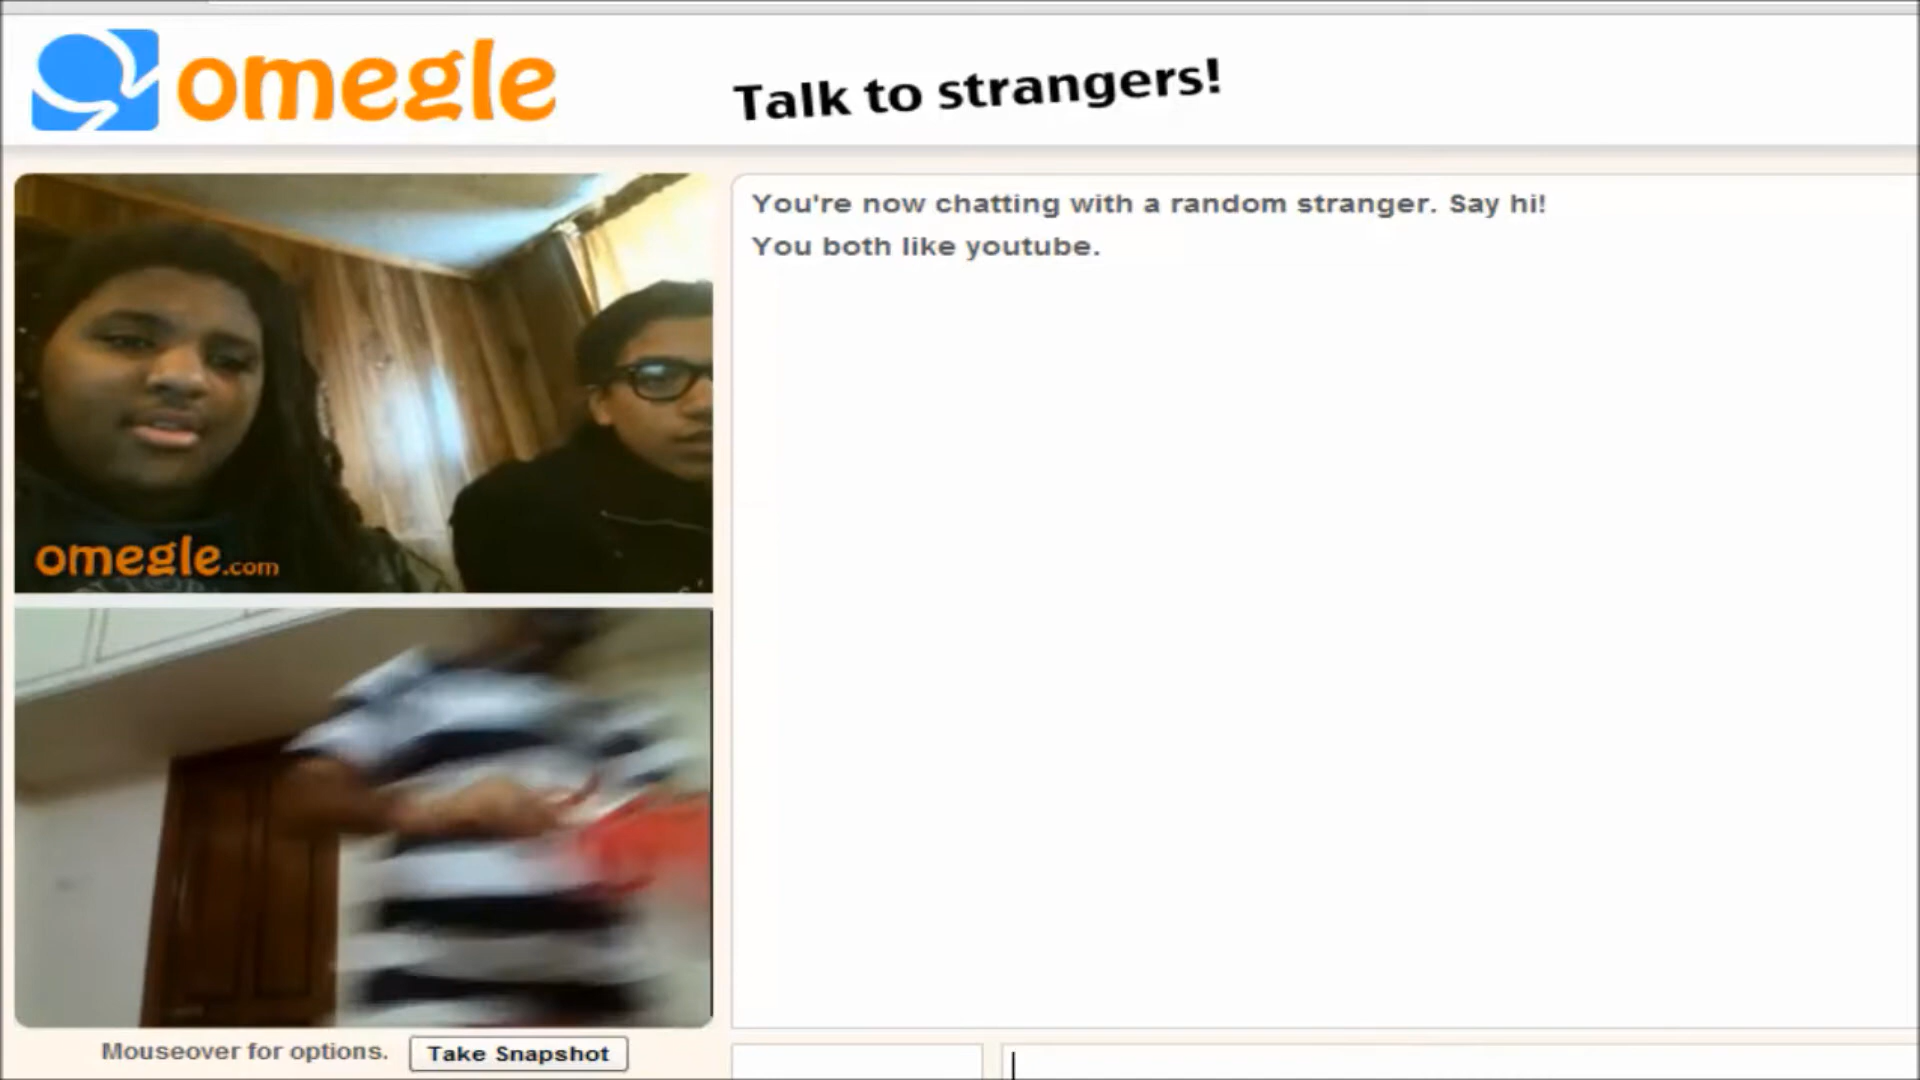 omegle
Talk to strangers!
You're now chatting with a random stranger. Say hi!
You both like youtube.
omegle.com
Mouseover for options.
Take Snapshot